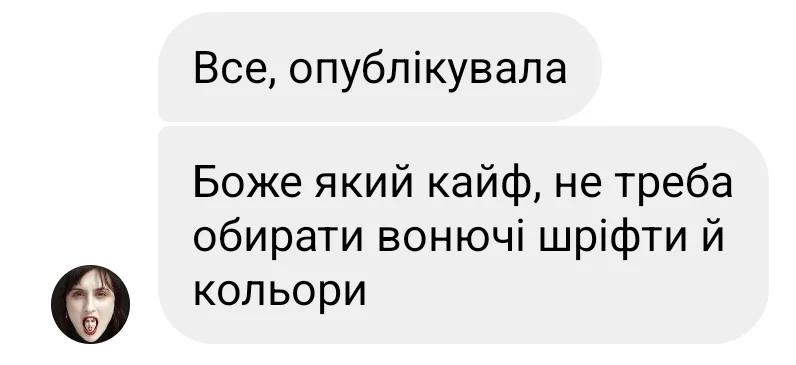 Все, опублікувала
Боже який кайф, не треба
обирати вонючі шріфти й
кольори